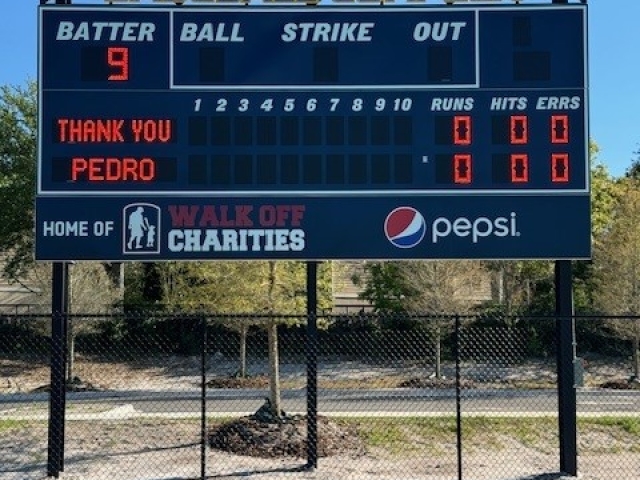 BATTER BALL STRIKE OUT
9
1 2 3 4 5 6 7 8 9 10 RUNS HITS ERRS
THANK YOU 0 0 0
PEDRO 0 0 0
HOME OF WALK OFF CHARITIES pepsi